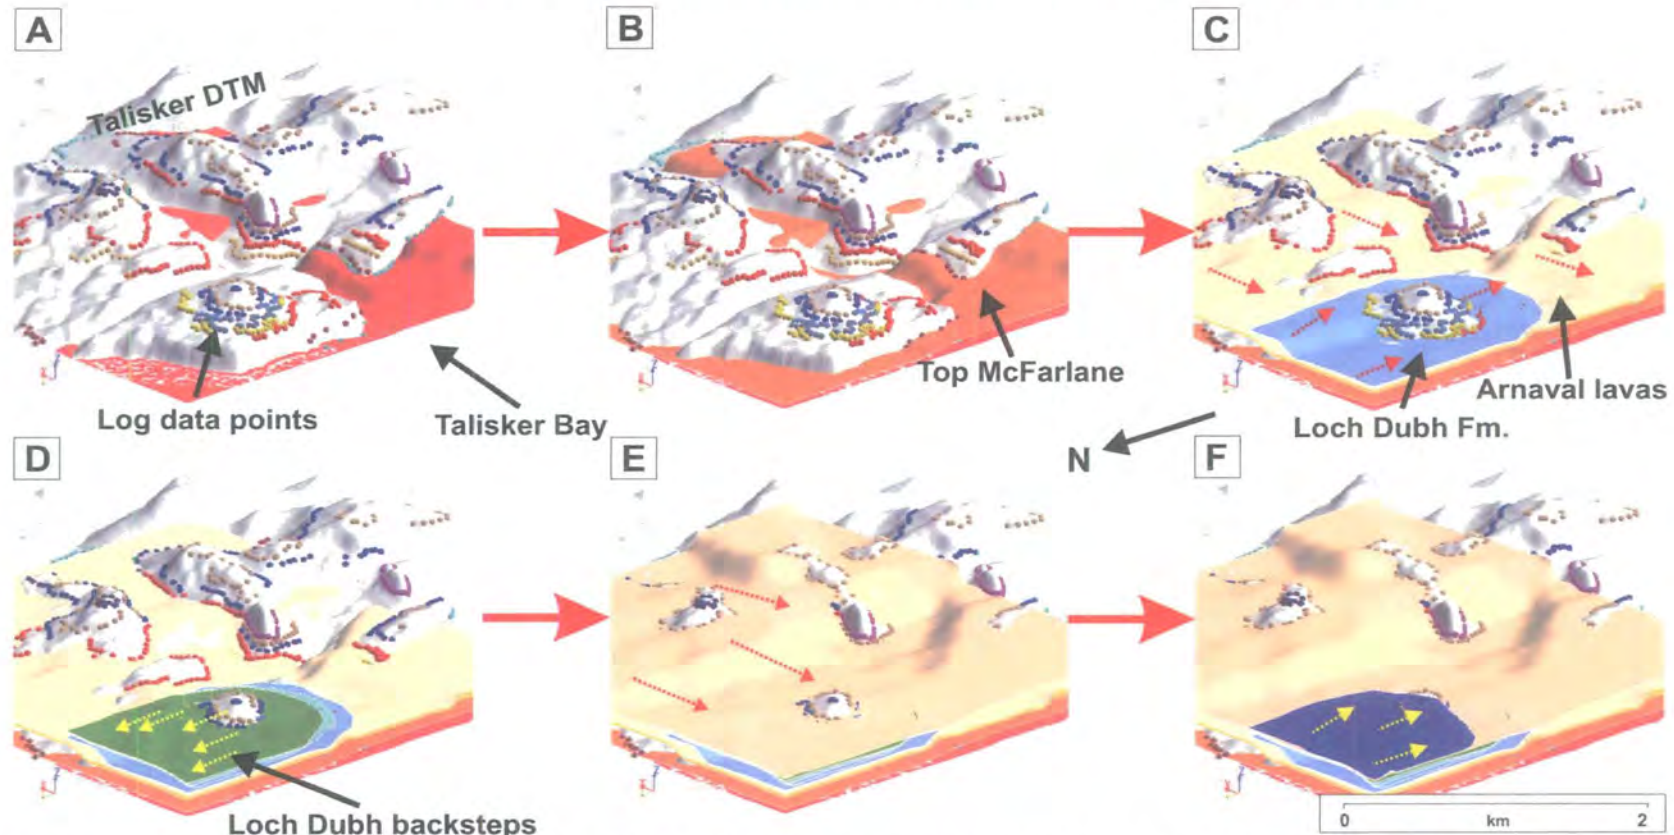 A
B
C
Talisker DTM
Log data points
Talisker Bay
Top McFarlane
Loch Dubh Fm.
Arnaval lavas
N
D
E
F
Loch Dubh backsteps
0 km 2